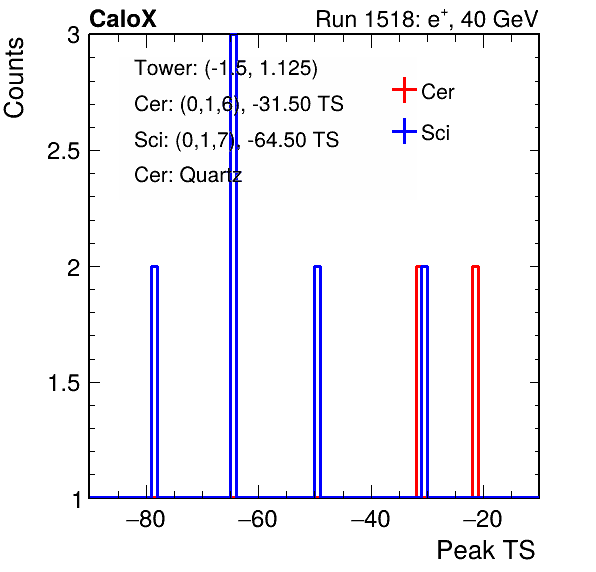 CaloX Run 1518: e⁺, 40 GeV
Counts
3
2.5
2
1.5
1
Tower: (-1.5, 1.125)
Cer: (0,1,6), -31.50 TS
Sci: (0,1,7), -64.50 TS
Cer: Quartz
Cer
Sci
−80 −60 −40 −20
Peak TS